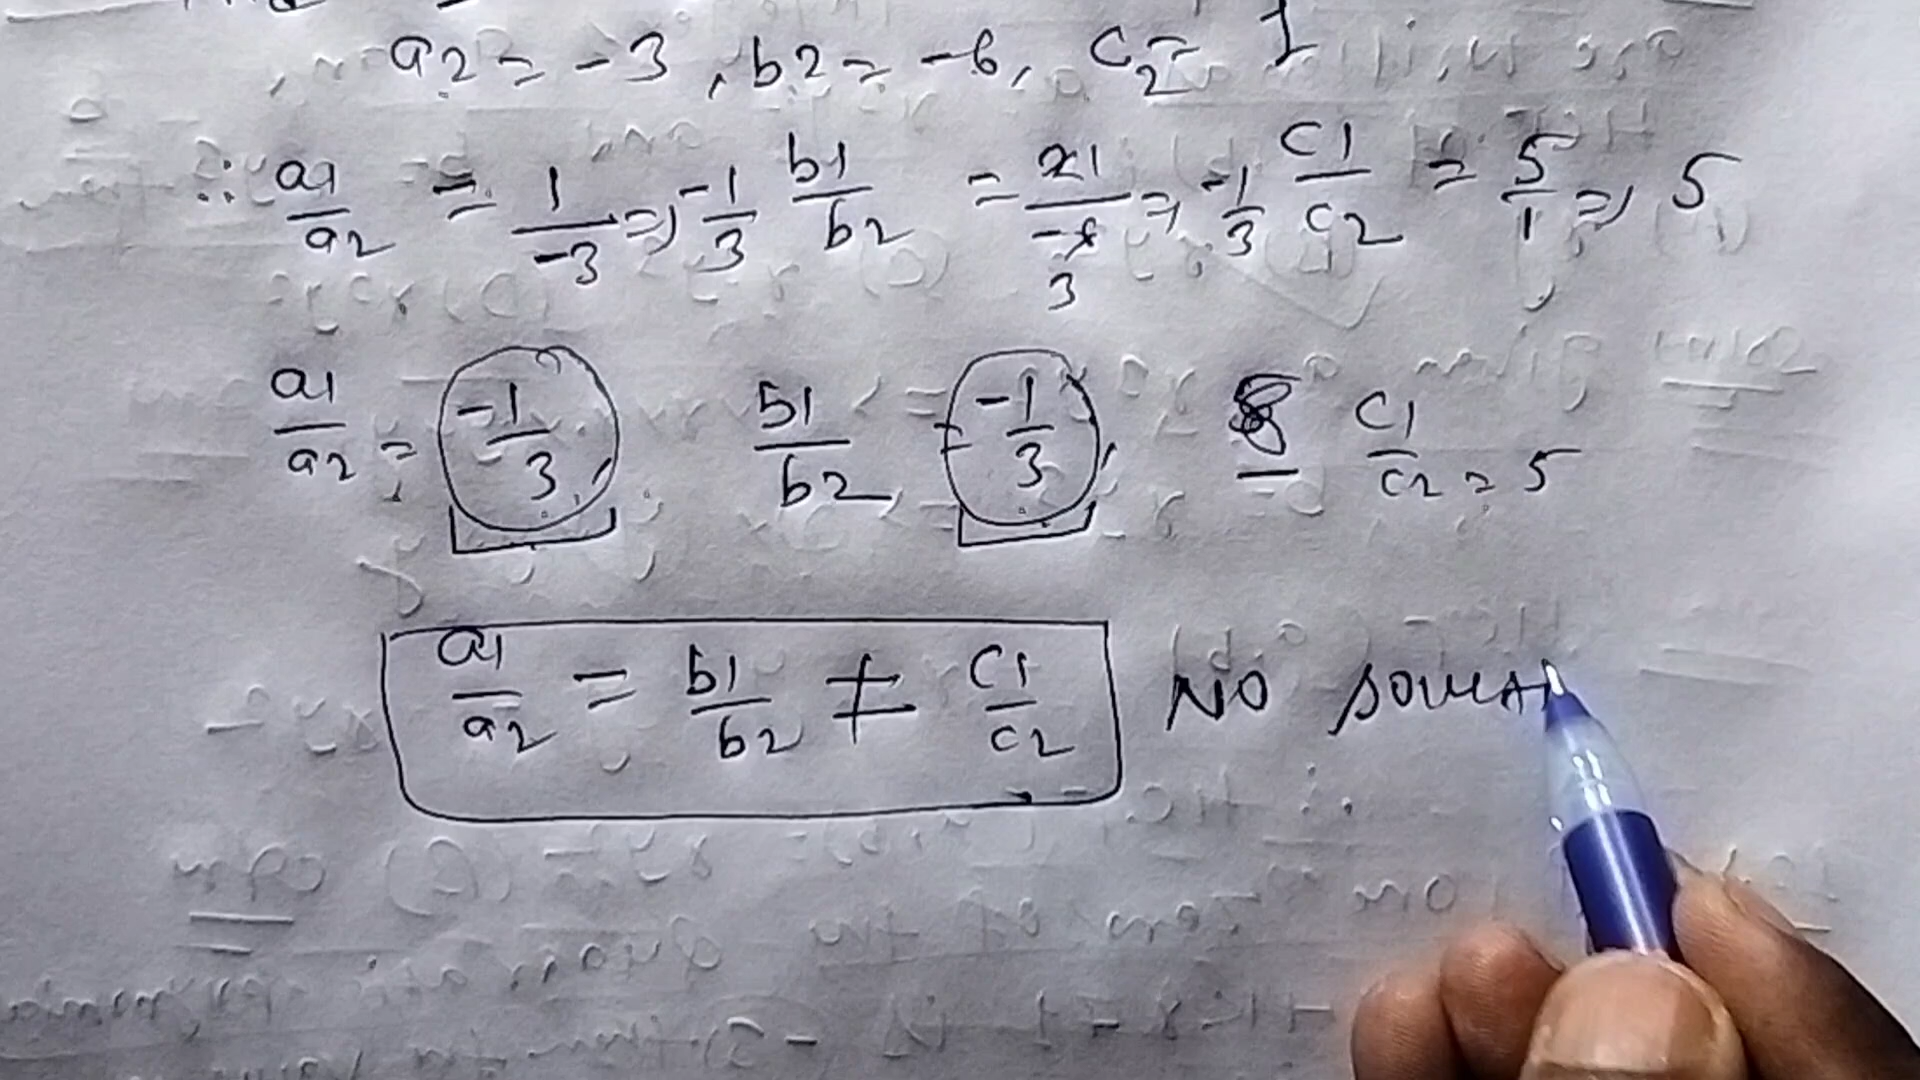 a2 = -3, b2 = -6, c2 = 1
∴ a1/a2 = 1/-3 ⇒ -1/3 b1/b2 = 21/-6 3 ⇒ -1/3 c1/c2 = 5/1 ⇒ 5
a1/a2 = -1/3, b1/b2 = -1/3, c1/c2 = 5
a1/a2 = b1/b2 ≠ c1/c2 NO